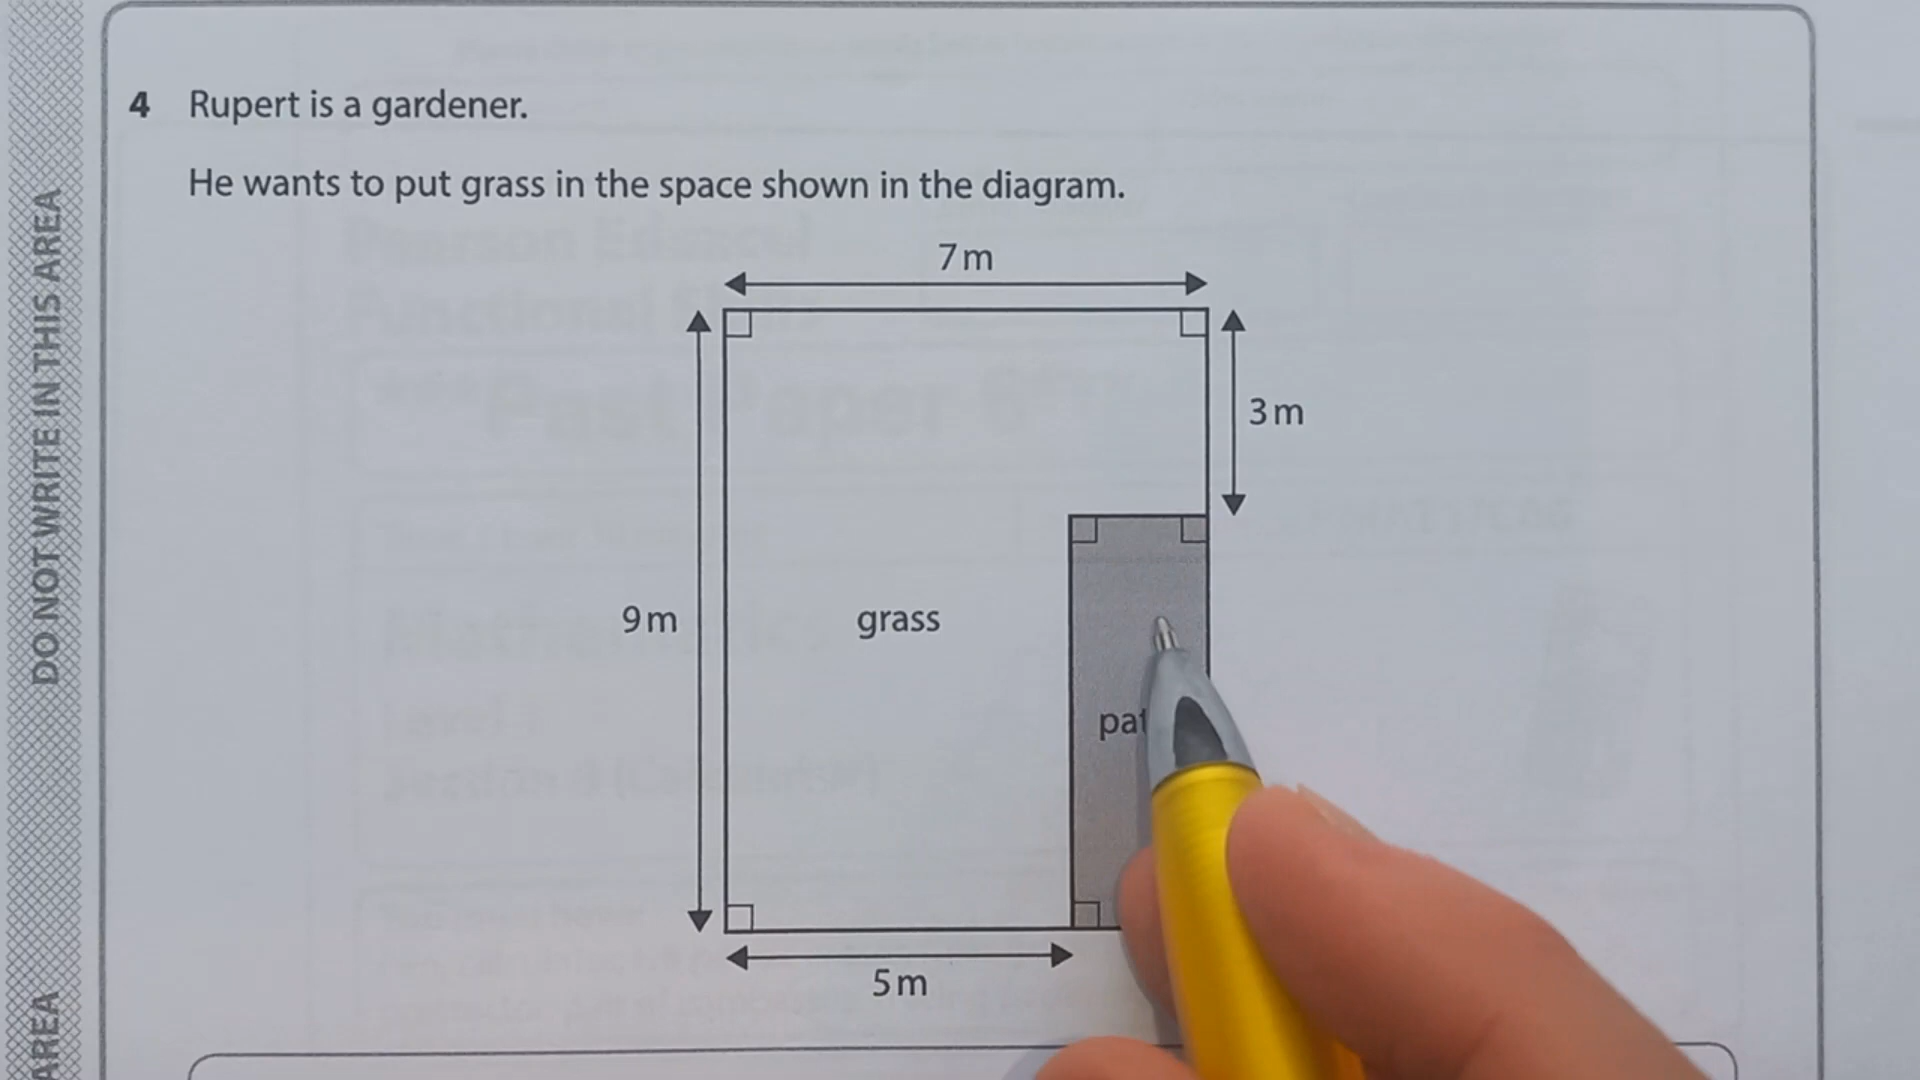 4 Rupert is a gardener.
He wants to put grass in the space shown in the diagram.
7 m
3 m
9 m
grass
5 m
DO NOT WRITE IN THIS AREA
AREA